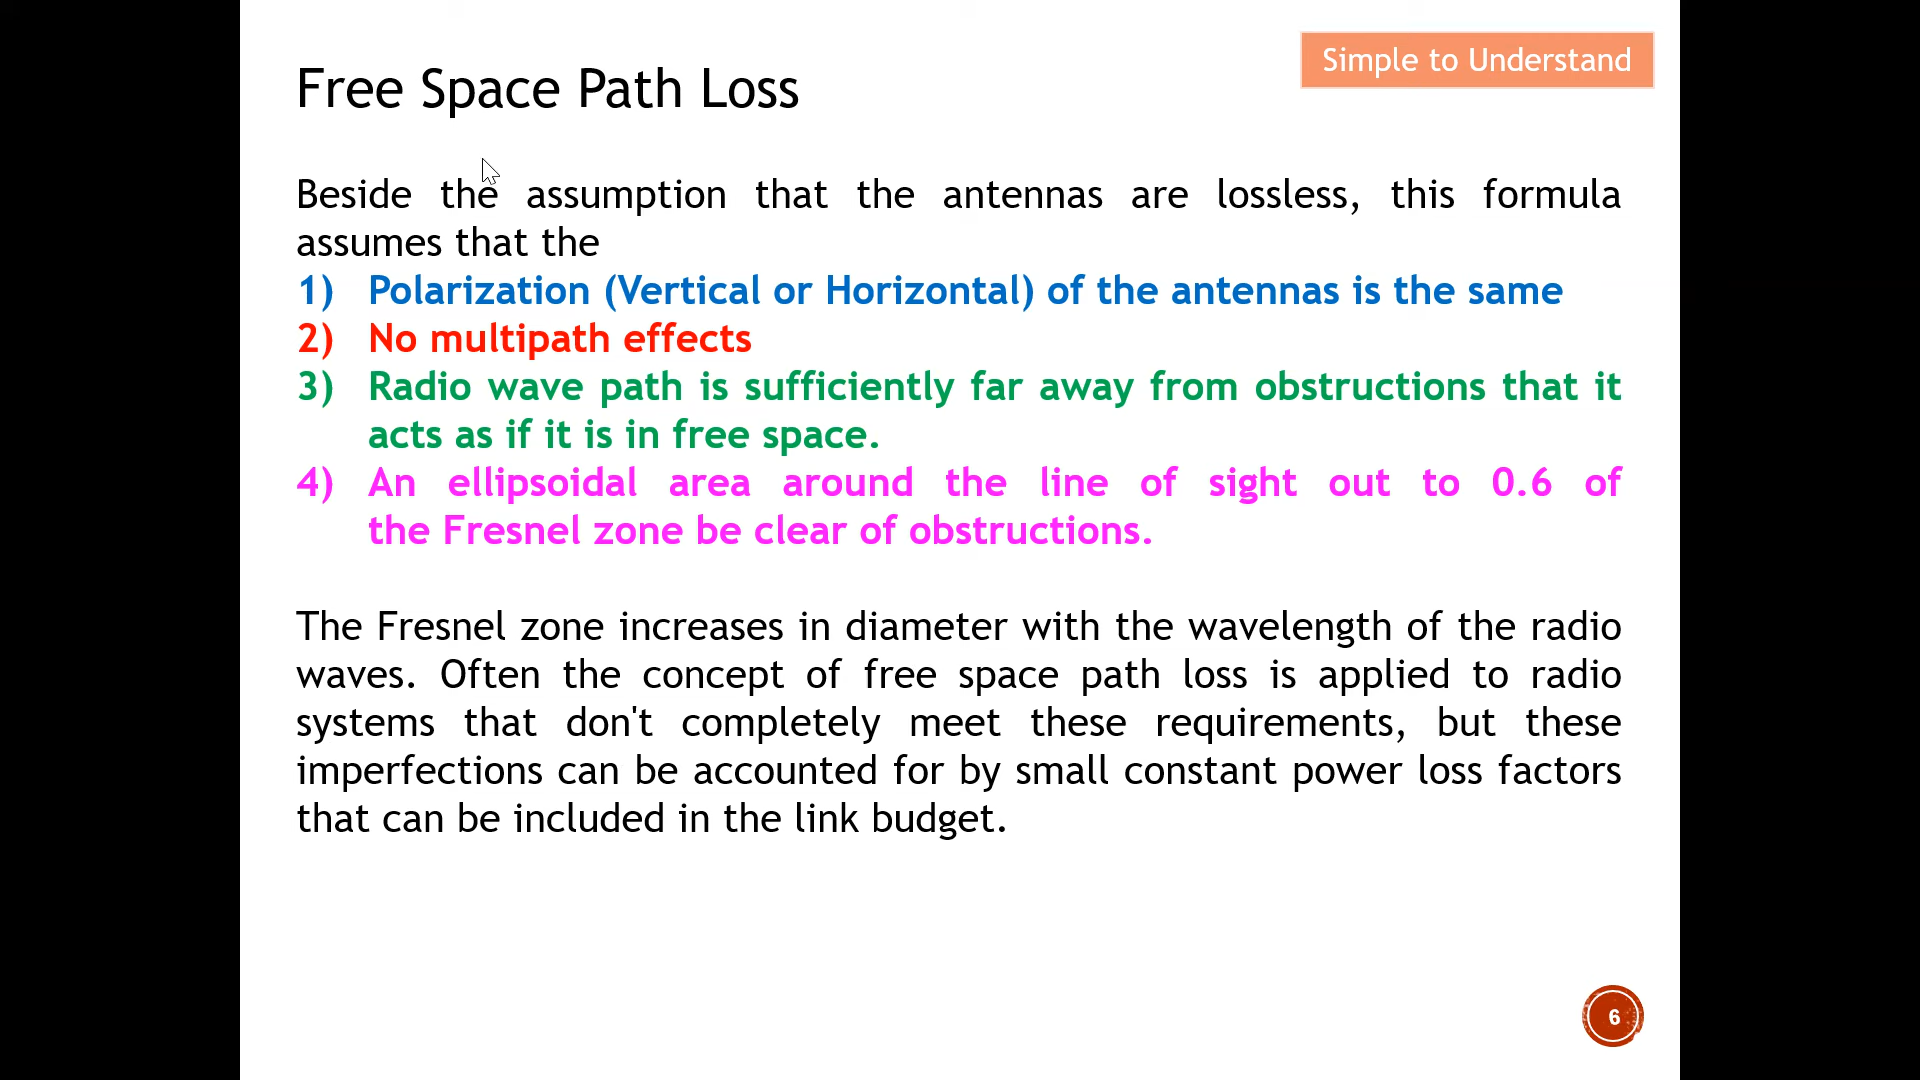 Simple to Understand
Free Space Path Loss
Beside the assumption that the antennas are lossless, this formula
assumes that the
1) Polarization (Vertical or Horizontal) of the antennas is the same
2) No multipath effects
3) Radio wave path is sufficiently far away from obstructions that it
acts as if it is in free space.
4) An ellipsoidal area around the line of sight out to 0.6 of
the Fresnel zone be clear of obstructions.
The Fresnel zone increases in diameter with the wavelength of the radio
waves. Often the concept of free space path loss is applied to radio
systems that don't completely meet these requirements, but these
imperfections can be accounted for by small constant power loss factors
that can be included in the link budget.
6